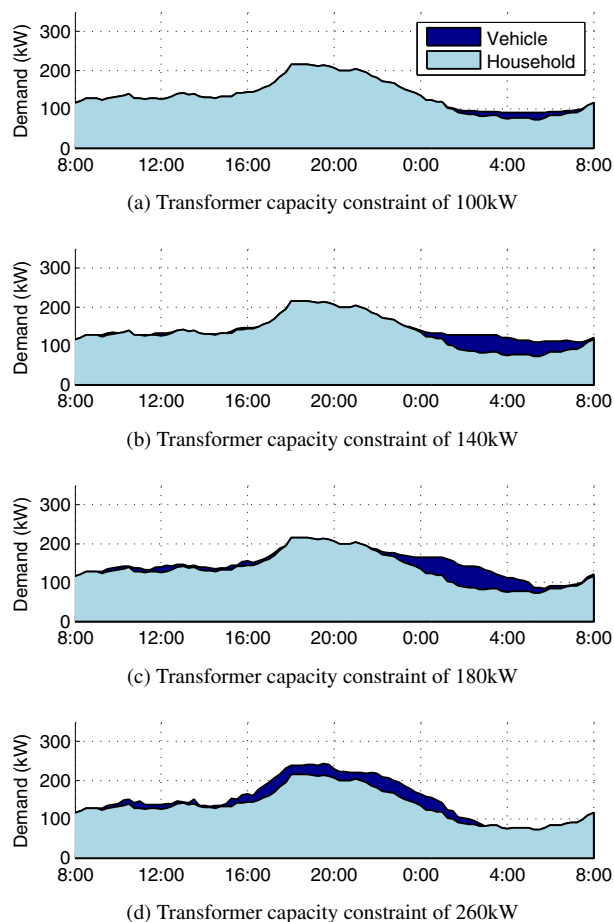 300
200
100
0
Demand (kW)
Vehicle
Household
8:00 12:00 16:00 20:00 0:00 4:00 8:00
(a) Transformer capacity constraint of 100kW
300
200
100
0
Demand (kW)
8:00 12:00 16:00 20:00 0:00 4:00 8:00
(b) Transformer capacity constraint of 140kW
300
200
100
0
Demand (kW)
8:00 12:00 16:00 20:00 0:00 4:00 8:00
(c) Transformer capacity constraint of 180kW
300
200
100
0
Demand (kW)
8:00 12:00 16:00 20:00 0:00 4:00 8:00
(d) Transformer capacity constraint of 260kW